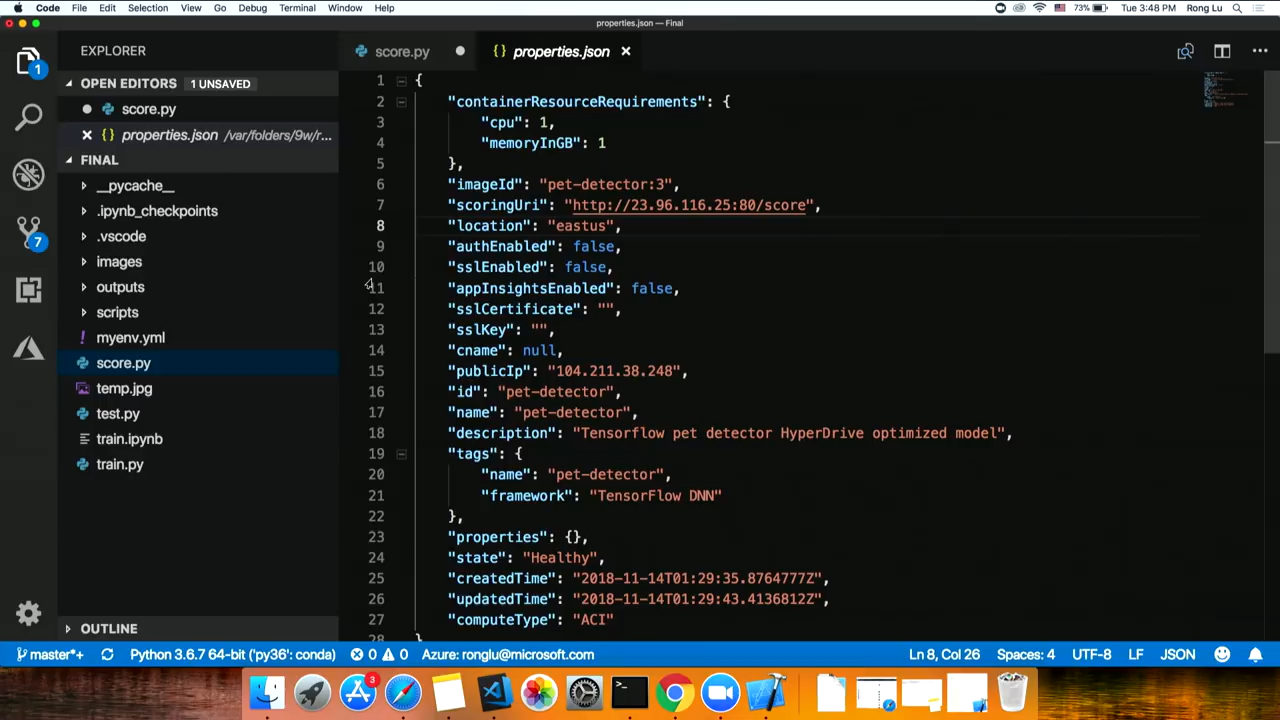 Code File Edit Selection View Go Debug Terminal Window Help 73% Tue 3:48 PM Rong Lu
properties.json — Final
EXPLORER
score.py
{ } properties.json
OPEN EDITORS 1 UNSAVED
score.py
{ } properties.json /var/folders/9w/r...
FINAL
__pycache__
.ipynb_checkpoints
.vscode
images
outputs
scripts
! myenv.yml
score.py
temp.jpg
test.py
train.ipynb
train.py
OUTLINE
1
7
1 {
2 "containerResourceRequirements": {
3 "cpu": 1,
4 "memoryInGB": 1
5 },
6 "imageId": "pet-detector:3",
7 "scoringUri": "http://23.96.116.25:80/score",
8 "location": "eastus",
9 "authEnabled": false,
10 "sslEnabled": false,
11 "appInsightsEnabled": false,
12 "sslCertificate": "",
13 "sslKey": "",
14 "cname": null,
15 "publicIp": "104.211.38.248",
16 "id": "pet-detector",
17 "name": "pet-detector",
18 "description": "Tensorflow pet detector HyperDrive optimized model",
19 "tags": {
20 "name": "pet-detector",
21 "framework": "TensorFlow DNN"
22 },
23 "properties": {},
24 "state": "Healthy",
25 "createdTime": "2018-11-14T01:29:35.8764777Z",
26 "updatedTime": "2018-11-14T01:29:43.4136812Z",
27 "computeType": "ACI"
28 }
master*+ Python 3.6.7 64-bit ('py36': conda) 0 0 Azure: ronglu@microsoft.com Ln 8, Col 26 Spaces: 4 UTF-8 LF JSON
3